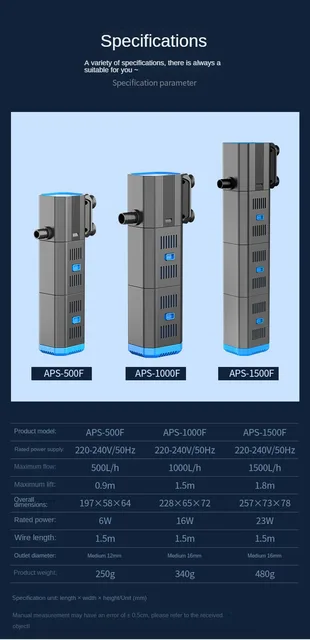 Specifications
A variety of specifications, there is always a
suitable for you ~
Specification parameter
APS-500F APS-1000F APS-1500F
Product model: APS-500F APS-1000F APS-1500F
Rated power supply: 220-240V/50Hz 220-240V/50Hz 220-240V/50Hz
Maximum flow: 500L/h 1000L/h 1500L/h
Maximum lift: 0.9m 1.5m 1.8m
Overall
dimensions: 197×58×64 228×65×72 257×73×78
Rated power: 6W 16W 23W
Wire length: 1.5m 1.5m 1.5m
Outlet diameter: Medium 12mm Medium 16mm Medium 16mm
Product weight: 250g 340g 480g
Specification unit: length × width × height/Unit (mm)
Manual measurement may have an error of ± 0.5cm, please refer to the received
object!